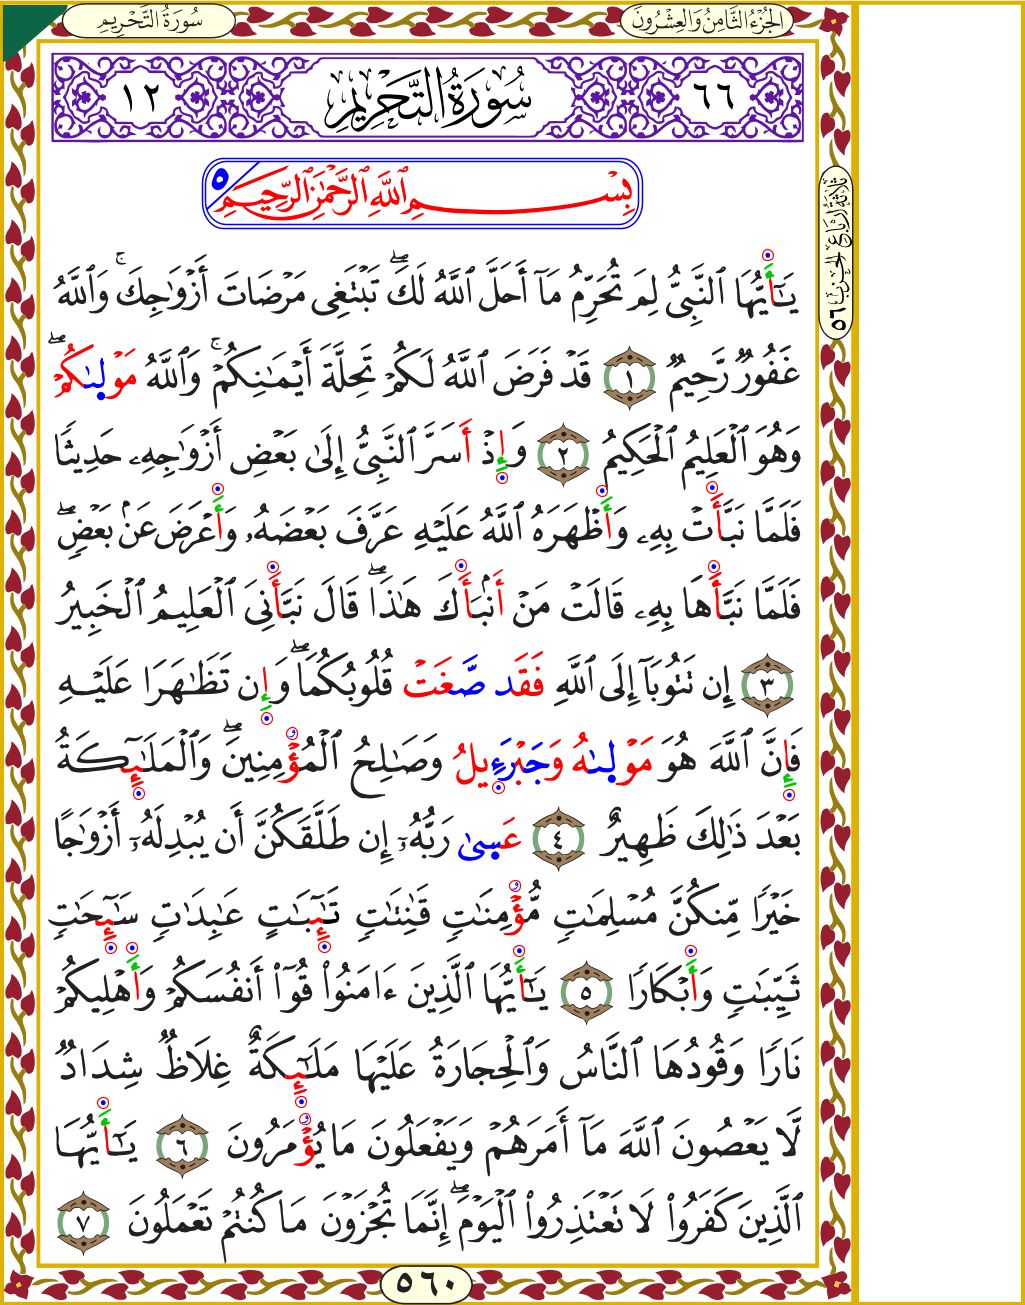 سُورَةُ التَّحْرِيمِ
الجُزْءُ الثَّامِنُ وَالعِشْرُونَ
٦٦ سُورَةُ التَّحْرِيمِ ١٢
بِسْمِ ٱللَّهِ ٱلرَّحْمَٰنِ ٱلرَّحِيمِ ٥
يَـٰٓأَيُّهَا ٱلنَّبِىُّ لِمَ تُحَرِّمُ مَآ أَحَلَّ ٱللَّهُ لَكَ ۖ تَبْتَغِى مَرْضَاتَ أَزْوَٰجِكَ ۚ وَٱللَّهُ
غَفُورٌ رَّحِيمٌ ١ قَدْ فَرَضَ ٱللَّهُ لَكُمْ تَحِلَّةَ أَيْمَـٰنِكُمْ ۚ وَٱللَّهُ مَوْلَىٰكُمْ ۖ
وَهُوَ ٱلْعَلِيمُ ٱلْحَكِيمُ ٢ وَإِذْ أَسَرَّ ٱلنَّبِىُّ إِلَىٰ بَعْضِ أَزْوَٰجِهِۦ حَدِيثًا
فَلَمَّا نَبَّأَتْ بِهِۦ وَأَظْهَرَهُ ٱللَّهُ عَلَيْهِ عَرَّفَ بَعْضَهُۥ وَأَعْرَضَ عَنۢ بَعْضٍ ۖ
فَلَمَّا نَبَّأَهَا بِهِۦ قَالَتْ مَنْ أَنۢبَأَكَ هَـٰذَا ۖ قَالَ نَبَّأَنِىَ ٱلْعَلِيمُ ٱلْخَبِيرُ
٣ إِن تَتُوبَآ إِلَى ٱللَّهِ فَقَد صَّغَتْ قُلُوبُكُمَا ۖ وَإِن تَظَّـٰهَرَا عَلَيْهِ
فَإِنَّ ٱللَّهَ هُوَ مَوْلَىٰهُ وَجَبْرَءِيلُ وَصَـٰلِحُ ٱلْمُؤْمِنِينَ ۖ وَٱلْمَلَـٰٓئِكَةُ
بَعْدَ ذَٰلِكَ ظَهِيرٌ ٤ عَسَىٰ رَبُّهُۥٓ إِن طَلَّقَكُنَّ أَن يُبْدِلَهُۥٓ أَزْوَٰجًا
خَيْرًا مِّنكُنَّ مُسْلِمَـٰتٍ مُّؤْمِنَـٰتٍ قَـٰنِتَـٰتٍ تَـٰٓئِبَـٰتٍ عَـٰبِدَٰتٍ سَـٰٓئِحَـٰتٍ
ثَيِّبَـٰتٍ وَأَبْكَارًا ٥ يَـٰٓأَيُّهَا ٱلَّذِينَ ءَامَنُوا۟ قُوٓا۟ أَنفُسَكُمْ وَأَهْلِيكُمْ
نَارًا وَقُودُهَا ٱلنَّاسُ وَٱلْحِجَارَةُ عَلَيْهَا مَلَـٰٓئِكَةٌ غِلَاظٌ شِدَادٌ
لَّا يَعْصُونَ ٱللَّهَ مَآ أَمَرَهُمْ وَيَفْعَلُونَ مَا يُؤْمَرُونَ ٦ يَـٰٓأَيُّهَا
ٱلَّذِينَ كَفَرُوا۟ لَا تَعْتَذِرُوا۟ ٱلْيَوْمَ ۖ إِنَّمَا تُجْزَوْنَ مَا كُنتُمْ تَعْمَلُونَ ٧
ثَلَاثَةُ أَرْبَاعِ الحِزْبِ ٥٦
٥٦٠